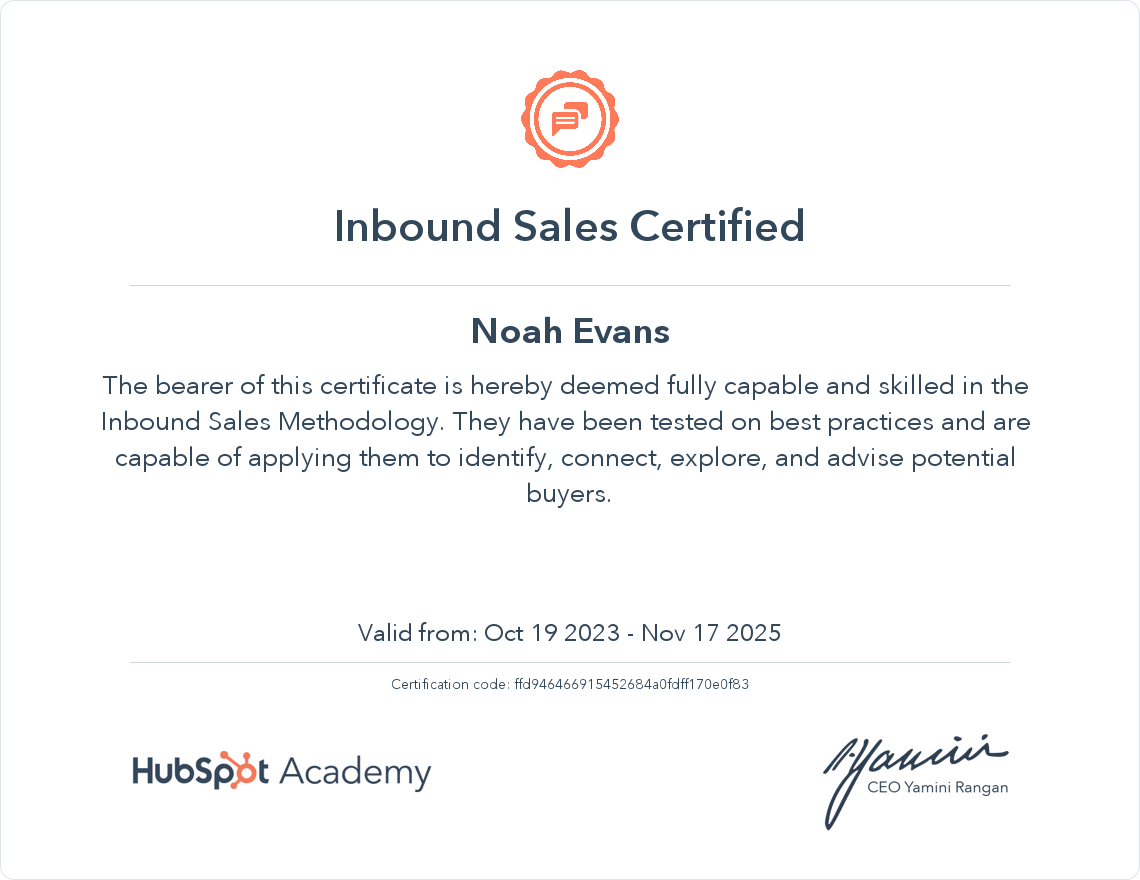 Inbound Sales Certified
Noah Evans
The bearer of this certificate is hereby deemed fully capable and skilled in the
Inbound Sales Methodology. They have been tested on best practices and are
capable of applying them to identify, connect, explore, and advise potential
buyers.
Valid from: Oct 19 2023 - Nov 17 2025
Certification code: ffd946466915452684a0fdff170e0f83
HubSpot Academy
Yamini
CEO Yamini Rangan